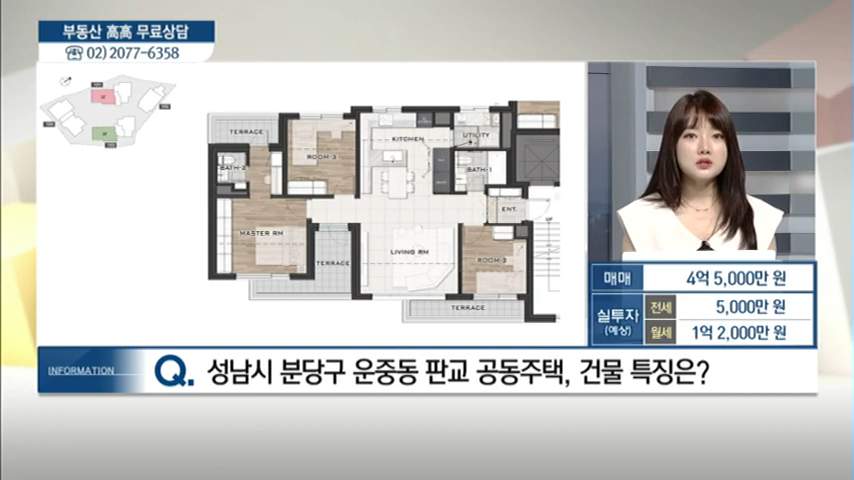 부동산 高高 무료상담
☎ 02) 2077-6358
TERRACE
KITCHEN
UTILITY
ROOM-3
BATH-2
BATH-1
ENT.
UP
MASTER RM
TERRACE
LIVING RM
ROOM-2
TERRACE
매매 4억 5,000만 원
실투자 (예상) 전세 5,000만 원
월세 1억 2,000만 원
INFORMATION
Q. 성남시 분당구 운중동 판교 공동주택, 건물 특징은?